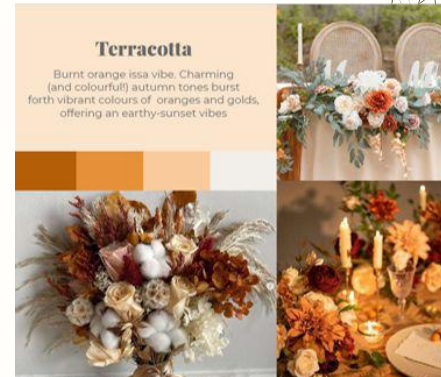 Terracotta
Burnt orange issa vibe. Charming
(and colourful!) autumn tones burst
forth vibrant colours of oranges and golds,
offering an earthy-sunset vibes